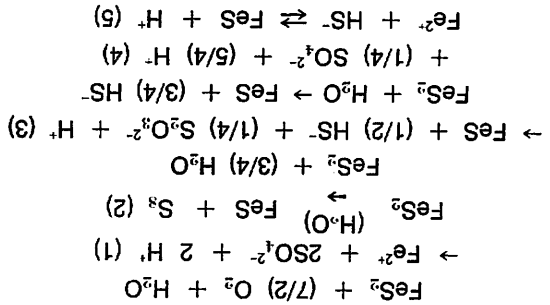 FeS₂ + (7/2) O₂ + H₂O
→ Fe²⁺ + 2SO₄²⁻ + 2 H⁺ (1)
(H₂O)
FeS₂ → FeS + S₈ (2)
FeS₂ + (3/4) H₂O
→ FeS + (1/2) HS⁻ + (1/4) S₂O₃²⁻ + H⁺ (3)
FeS₂ + H₂O → FeS + (3/4) HS⁻
+ (1/4) SO₄²⁻ + (5/4) H⁺ (4)
Fe²⁺ + HS⁻ ⇌ FeS + H⁺ (5)